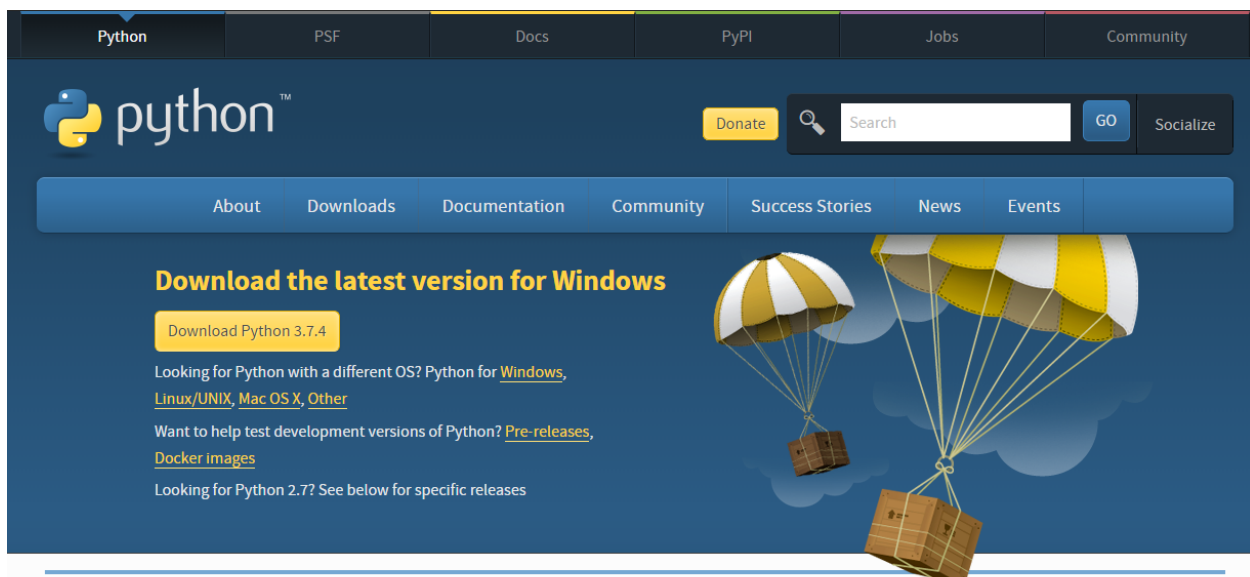 Python PSF Docs PyPI Jobs Community
python™
Donate Search GO Socialize
About Downloads Documentation Community Success Stories News Events
Download the latest version for Windows
Download Python 3.7.4
Looking for Python with a different OS? Python for Windows,
Linux/UNIX, Mac OS X, Other
Want to help test development versions of Python? Pre-releases,
Docker images
Looking for Python 2.7? See below for specific releases